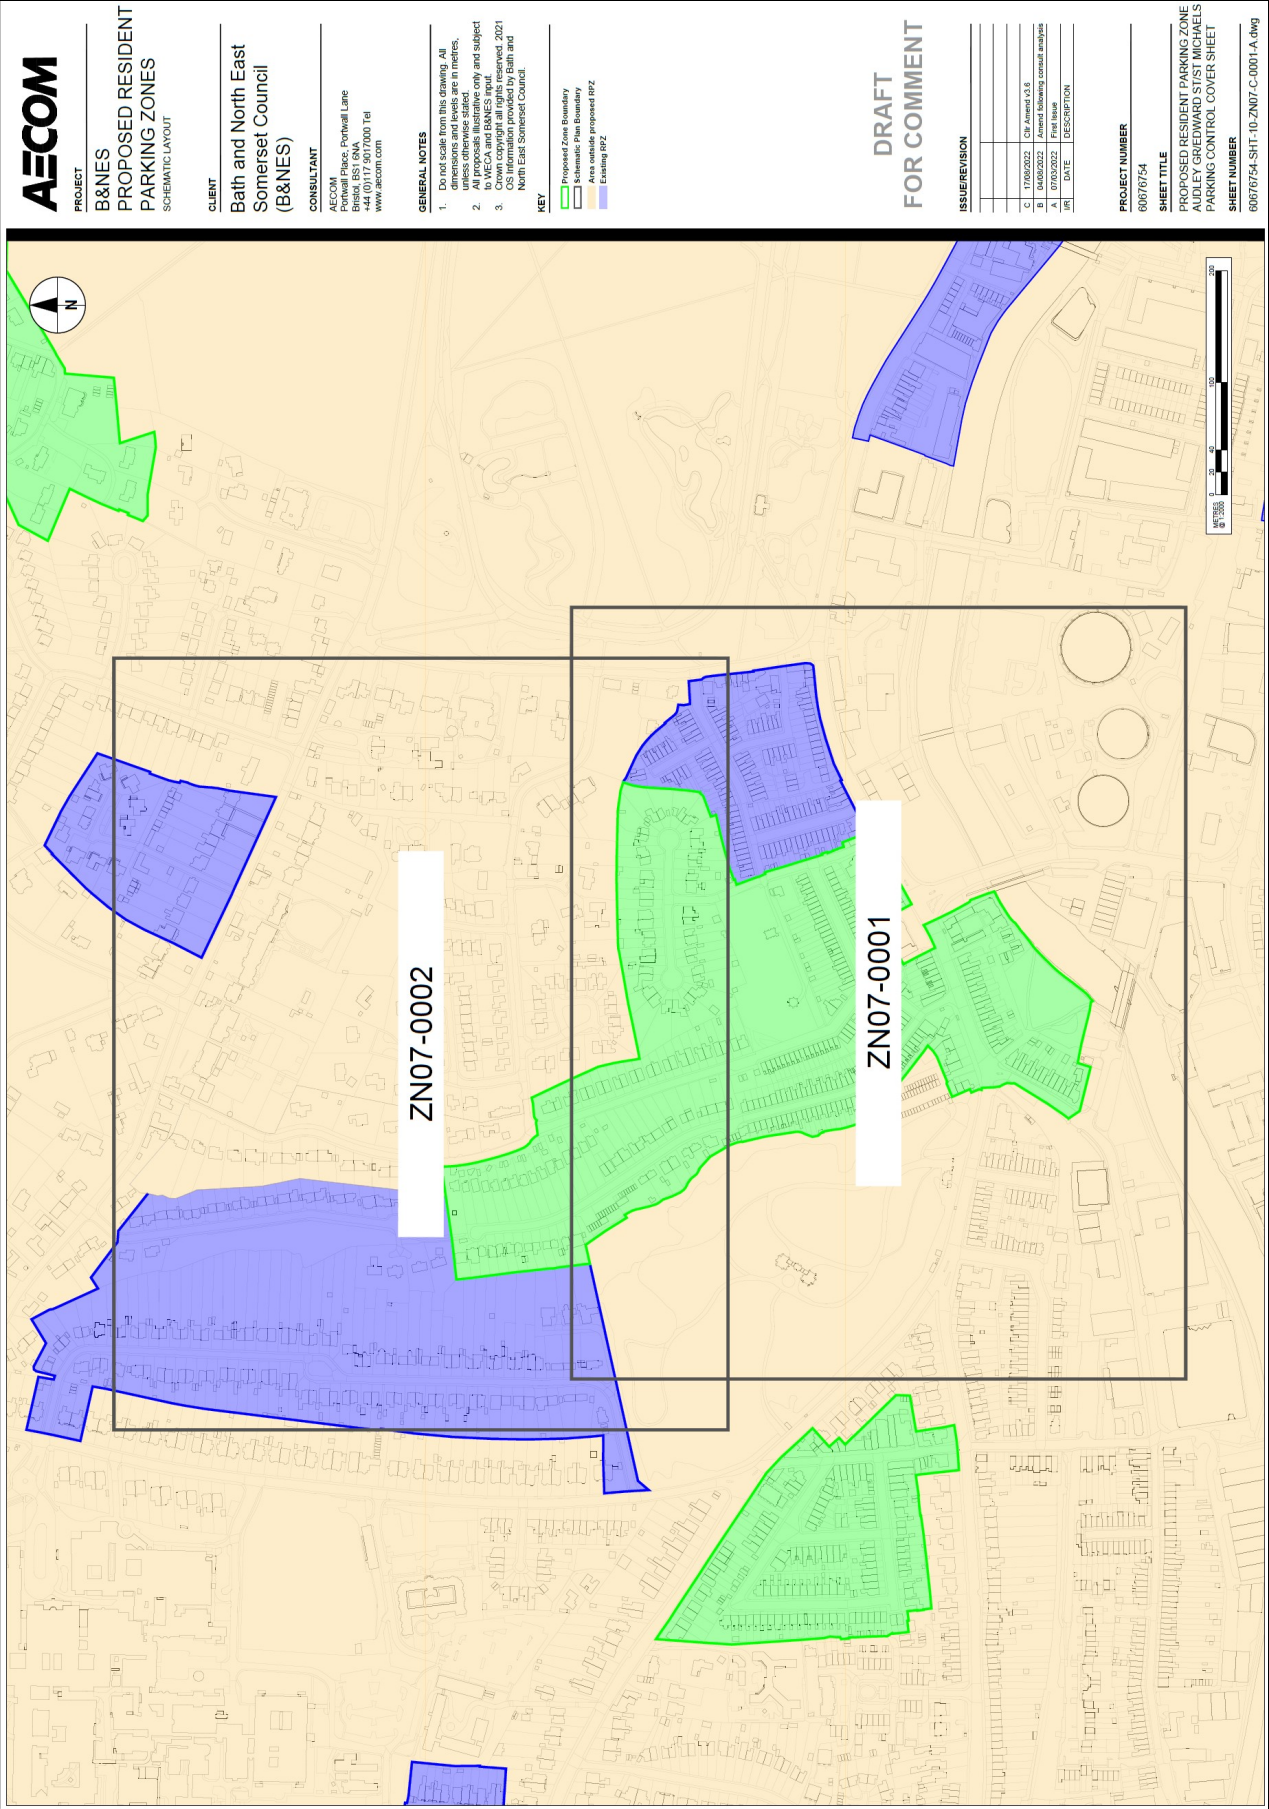 AECOM
PROJECT
B&NES
PROPOSED RESIDENT
PARKING ZONES
SCHEMATIC LAYOUT
CLIENT
Bath and North East
Somerset Council
(B&NES)
CONSULTANT
AECOM
Portwall Place, Portwall Lane
Bristol, BS1 6NA
+44 (0)117 9017000 Tel
www.aecom.com
GENERAL NOTES
1. Do not scale from this drawing. All
dimensions and levels are in metres,
unless otherwise stated.
2. All proposals illustrative only and subject
to WECA and B&NES input.
3. Crown copyright all rights reserved. 2021
OS Information provided by Bath and
North East Somerset Council.
KEY
Proposed Zone Boundary
Schematic Plan Boundary
Area outside proposed RPZ
Existing RPZ
DRAFT
FOR COMMENT
ISSUE/REVISION
C 17/08/2022 Cllr Amend v3.6
B 04/08/2022 Amend following consult analysis
A 07/03/2022 First Issue
I/R DATE DESCRIPTION
PROJECT NUMBER
60676754
SHEET TITLE
PROPOSED RESIDENT PARKING ZONE
AUDLEY GR/EDWARD ST/ST MICHAELS
PARKING CONTROL COVER SHEET
SHEET NUMBER
60676754-SHT-10-ZN07-C-0001-A.dwg
N
ZN07-0002
ZN07-0001
METRES
@ 1:2000
0 20 40 100 200